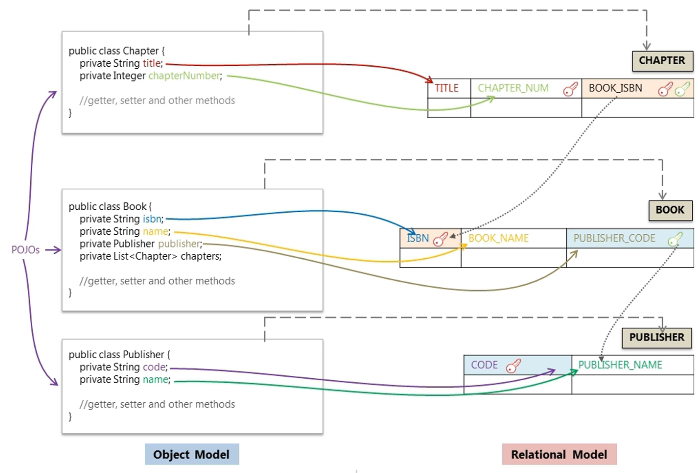 public class Chapter {
private String title;
private Integer chapterNumber;
//getter, setter and other methods
}
CHAPTER
TITLE CHAPTER_NUM BOOK_ISBN
public class Book {
private String isbn;
private String name;
private Publisher publisher;
private List<Chapter> chapters;
//getter, setter and other methods
}
POJOs
BOOK
ISBN BOOK_NAME PUBLISHER_CODE
public class Publisher {
private String code;
private String name;
//getter, setter and other methods
}
PUBLISHER
CODE PUBLISHER_NAME
Object Model
Relational Model